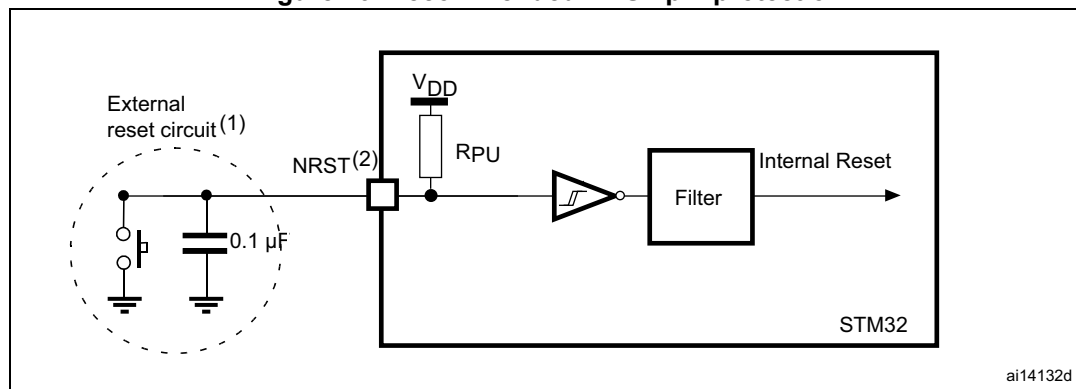 External
reset circuit(1)
VDD
NRST(2)
RPU
Internal Reset
Filter
0.1 µF
STM32
ai14132d